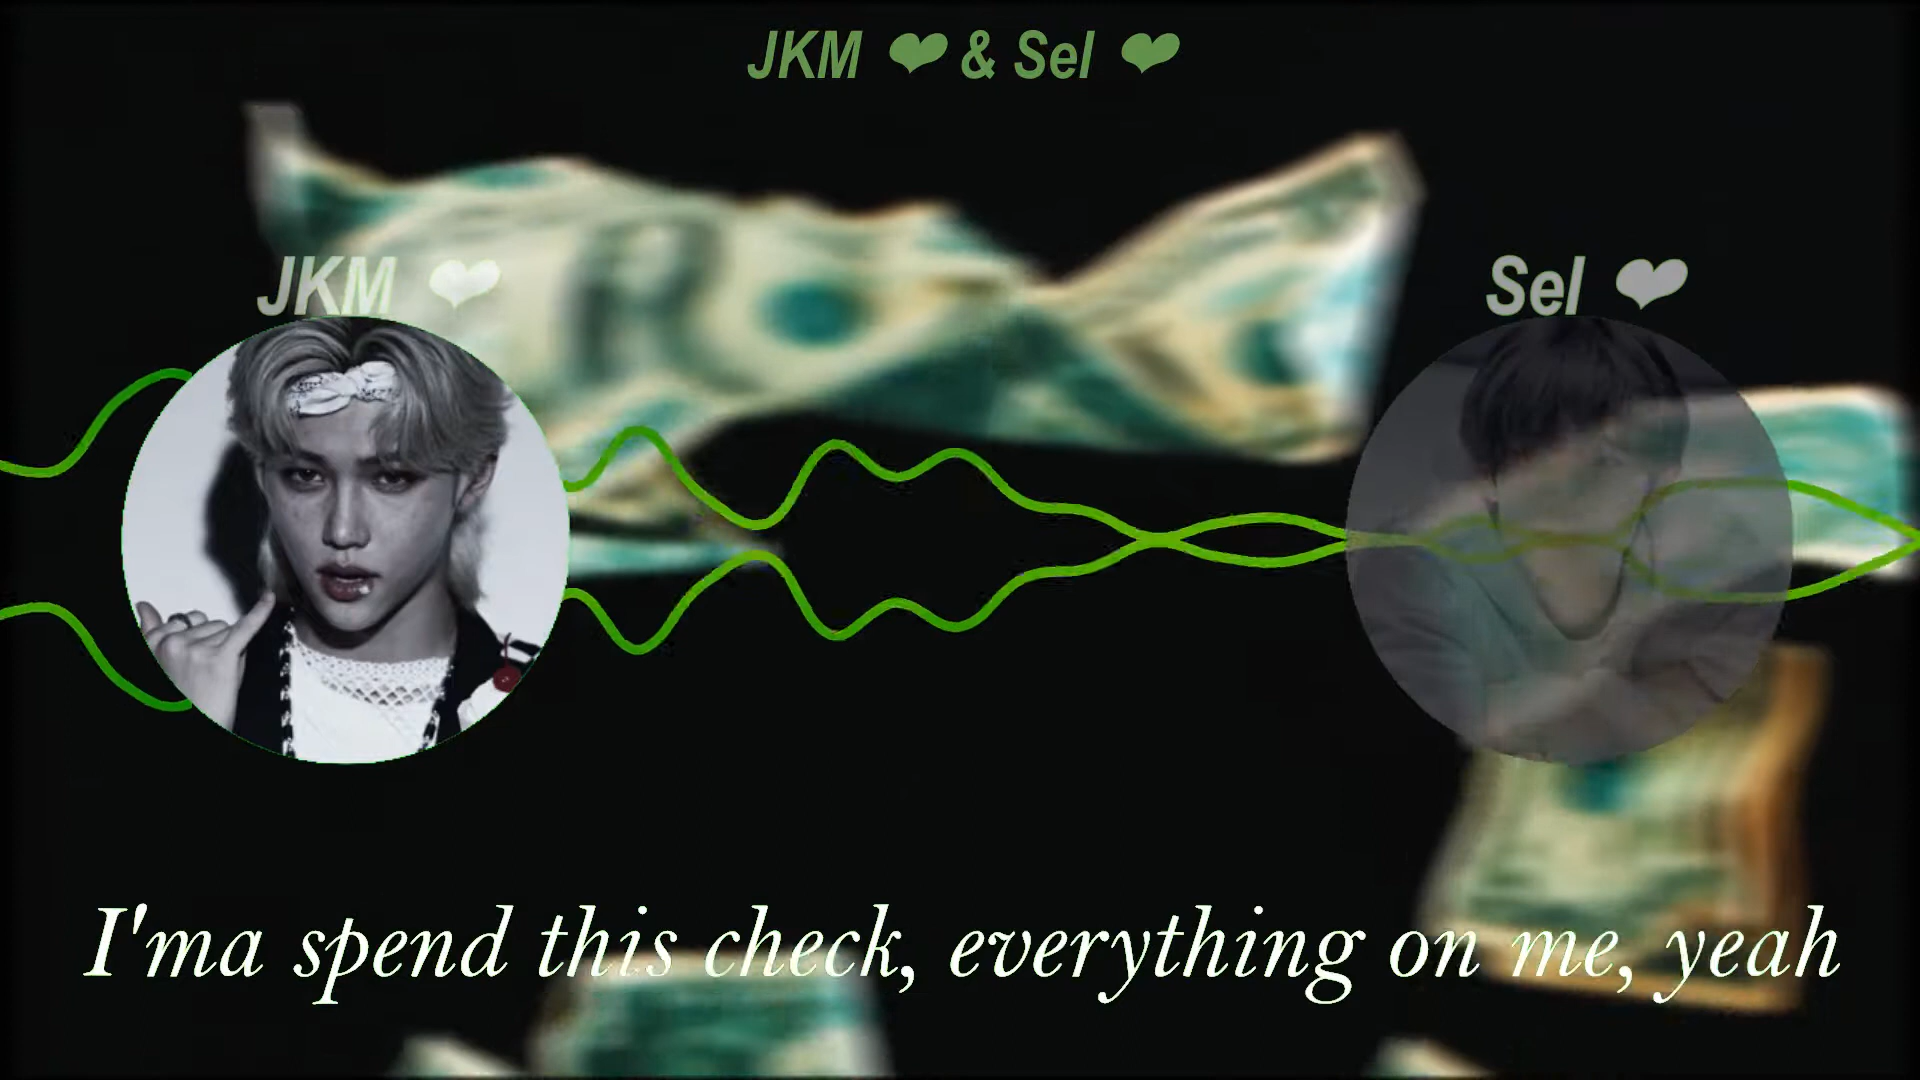 JKM ❤ & Sel ❤
JKM ❤
Sel ❤
I'ma spend this check, everything on me, yeah